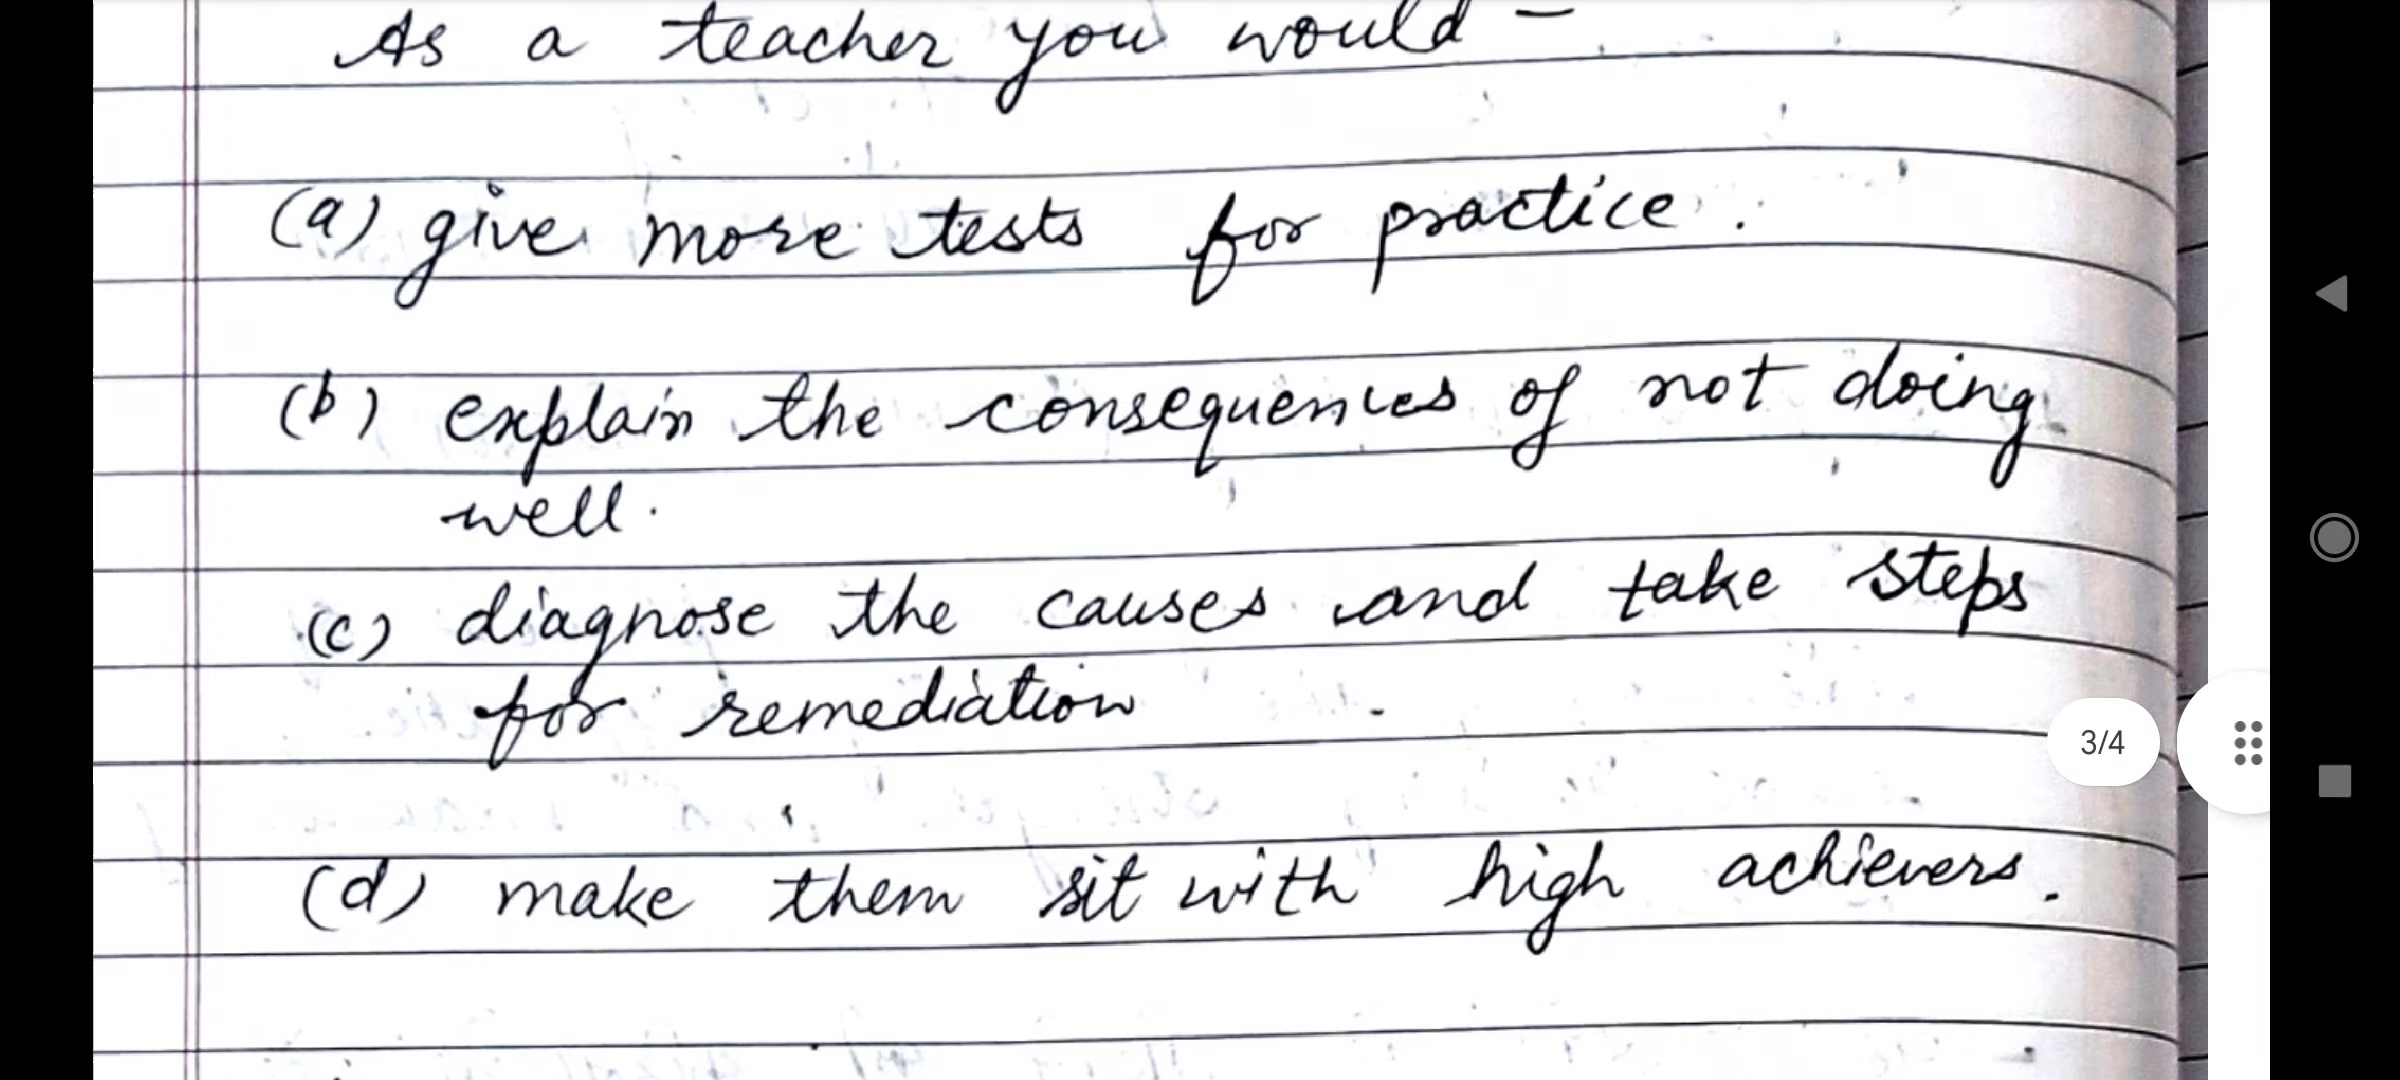 As a teacher you would -
(a) give more tests for practice.
(b) explain the consequences of not doing
well.
(c) diagnose the causes and take steps
for remediation.
(d) make them sit with high achievers.
3/4